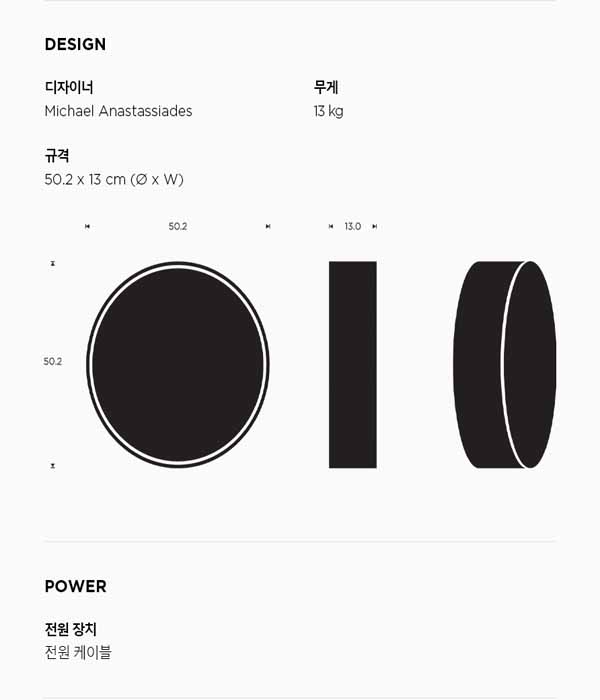 DESIGN
디자이너
Michael Anastassiades
무게
13 kg
규격
50.2 x 13 cm (Ø x W)
50.2
13.0
50.2
POWER
전원 장치
전원 케이블